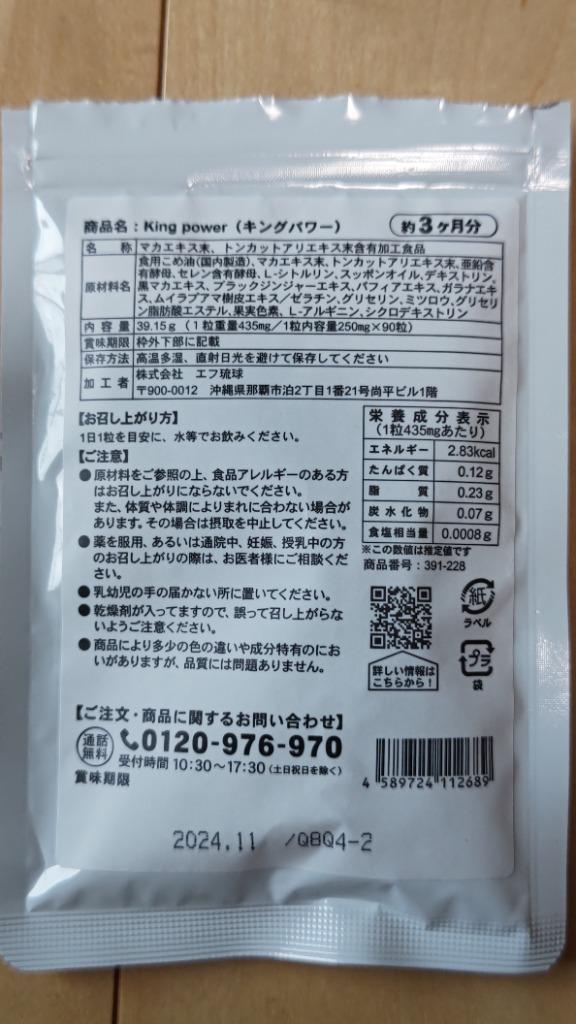 商品名：King power（キングパワー） 約3ヶ月分
名称 マカエキス末、トンカットアリエキス末含有加工食品
原材料名 食用こめ油(国内製造)、マカエキス末、トンカットアリエキス末、亜鉛含
有酵母、セレン含有酵母、L-シトルリン、スッポンオイル、デキストリン、
黒マカエキス、ブラックジンジャーエキス、パフィアエキス、ガラナエキ
ス、ムイラプアマ樹皮エキス／ゼラチン、グリセリン、ミツロウ、グリセリ
ン脂肪酸エステル、果実色素、L-アルギニン、シクロデキストリン
内容量 39.15g（1粒重量435mg／1粒内容量250mg×90粒）
賞味期限 枠外下部に記載
保存方法 高温多湿、直射日光を避けて保存してください
加工者 株式会社 エフ琉球
〒900-0012 沖縄県那覇市泊2丁目1番21号尚平ビル1階
【お召し上がり方】
1日1粒を目安に、水等でお飲みください。
【ご注意】
●原材料をご参照の上、食品アレルギーのある方
はお召し上がりにならないでください。
また、体質や体調によりまれに合わない場合が
あります。その場合は摂取を中止してください。
●薬を服用、あるいは通院中、妊娠、授乳中の方
のお召し上がりの際は、お医者様にご相談くだ
さい。
●乳幼児の手の届かない所に置いてください。
●乾燥剤が入ってますので、誤って召し上がらな
いようご注意ください。
●商品により多少の色の違いや成分特有のにお
いがありますが、品質には問題ありません。
栄養成分表示
(1粒435mgあたり)
エネルギー 2.83kcal
たんぱく質 0.12g
脂質 0.23g
炭水化物 0.07g
食塩相当量 0.0008g
※この数値は推定値です
商品番号：391-228
紙
ラベル
プラ
袋
詳しい情報は
こちらから！
【ご注文・商品に関するお問い合わせ】
通話無料 0120-976-970
受付時間 10:30〜17:30（土日祝日を除く）
賞味期限
4 589724 112689
2024.11 /QBQ4-2